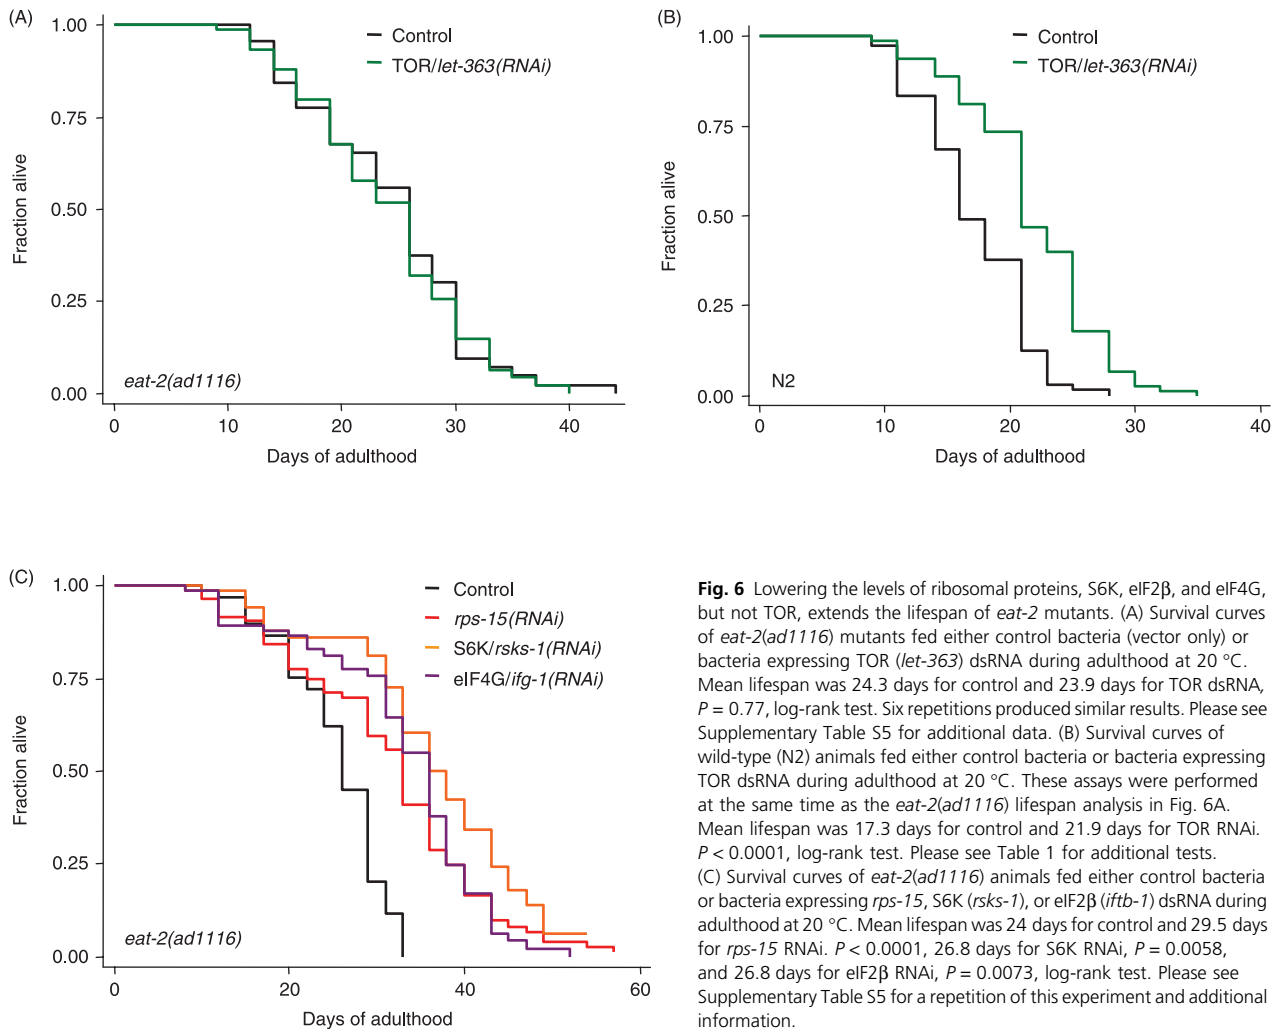 (A)
1.00
0.75
0.50
0.25
0.00
Fraction alive
Control
TOR/let-363(RNAi)
eat-2(ad1116)
0
10
20
30
40
Days of adulthood
(B)
1.00
0.75
0.50
0.25
0.00
Fraction alive
Control
TOR/let-363(RNAi)
N2
0
10
20
30
40
Days of adulthood
(C)
1.00
0.75
0.50
0.25
0.00
Fraction alive
Control
rps-15(RNAi)
S6K/rsks-1(RNAi)
eIF4G/ifg-1(RNAi)
eat-2(ad1116)
0
20
40
60
Days of adulthood
Fig. 6 Lowering the levels of ribosomal proteins, S6K, eIF2β, and eIF4G,
but not TOR, extends the lifespan of eat-2 mutants. (A) Survival curves
of eat-2(ad1116) mutants fed either control bacteria (vector only) or
bacteria expressing TOR (let-363) dsRNA during adulthood at 20 °C.
Mean lifespan was 24.3 days for control and 23.9 days for TOR dsRNA,
P = 0.77, log-rank test. Six repetitions produced similar results. Please see
Supplementary Table S5 for additional data. (B) Survival curves of
wild-type (N2) animals fed either control bacteria or bacteria expressing
TOR dsRNA during adulthood at 20 °C. These assays were performed
at the same time as the eat-2(ad1116) lifespan analysis in Fig. 6A.
Mean lifespan was 17.3 days for control and 21.9 days for TOR RNAi.
P < 0.0001, log-rank test. Please see Table 1 for additional tests.
(C) Survival curves of eat-2(ad1116) animals fed either control bacteria
or bacteria expressing rps-15, S6K (rsks-1), or eIF2β (iftb-1) dsRNA during
adulthood at 20 °C. Mean lifespan was 24 days for control and 29.5 days
for rps-15 RNAi. P < 0.0001, 26.8 days for S6K RNAi, P = 0.0058,
and 26.8 days for eIF2β RNAi, P = 0.0073, log-rank test. Please see
Supplementary Table S5 for a repetition of this experiment and additional
information.